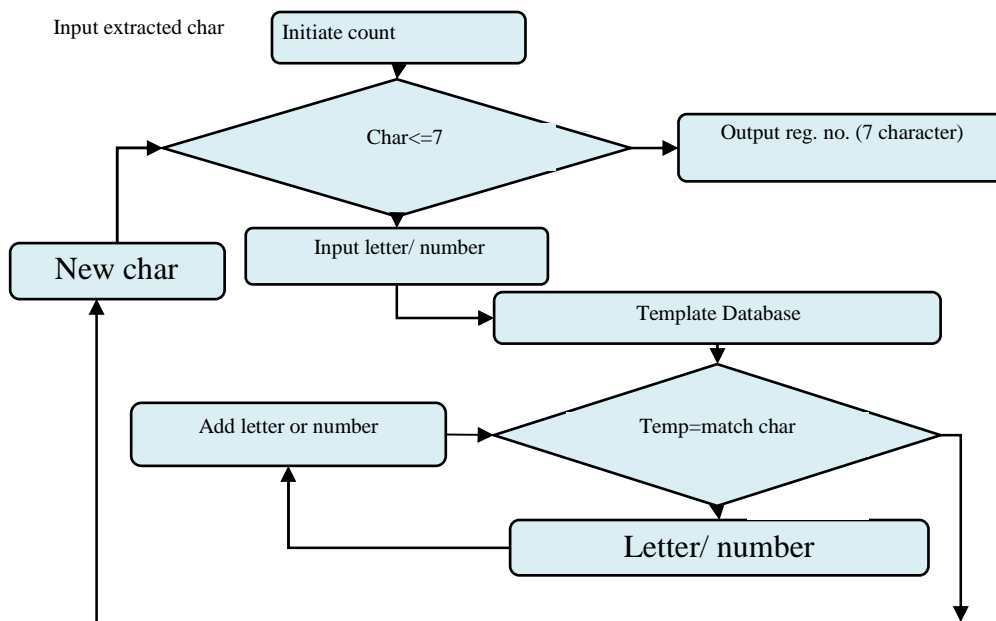 Input extracted char
Initiate count
Char<=7
Output reg. no. (7 character)
Input letter/ number
New char
Template Database
Add letter or number
Temp=match char
Letter/ number